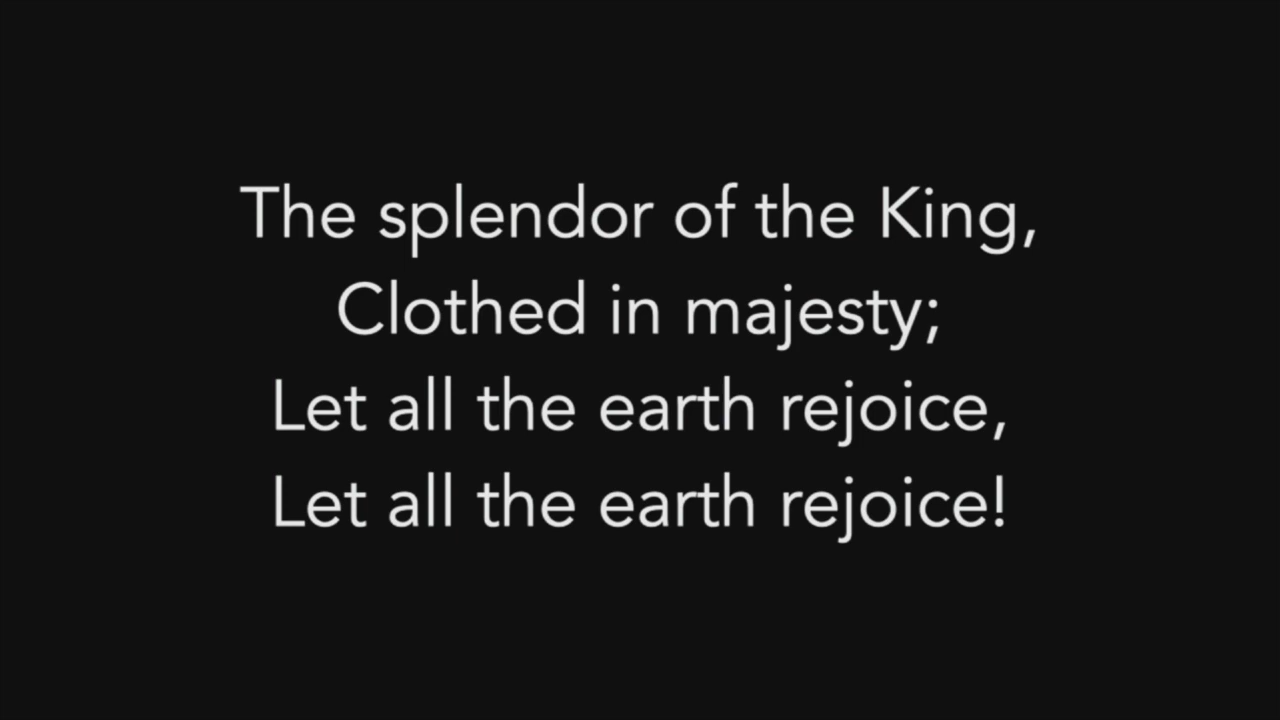 The splendor of the King,
Clothed in majesty;
Let all the earth rejoice,
Let all the earth rejoice!